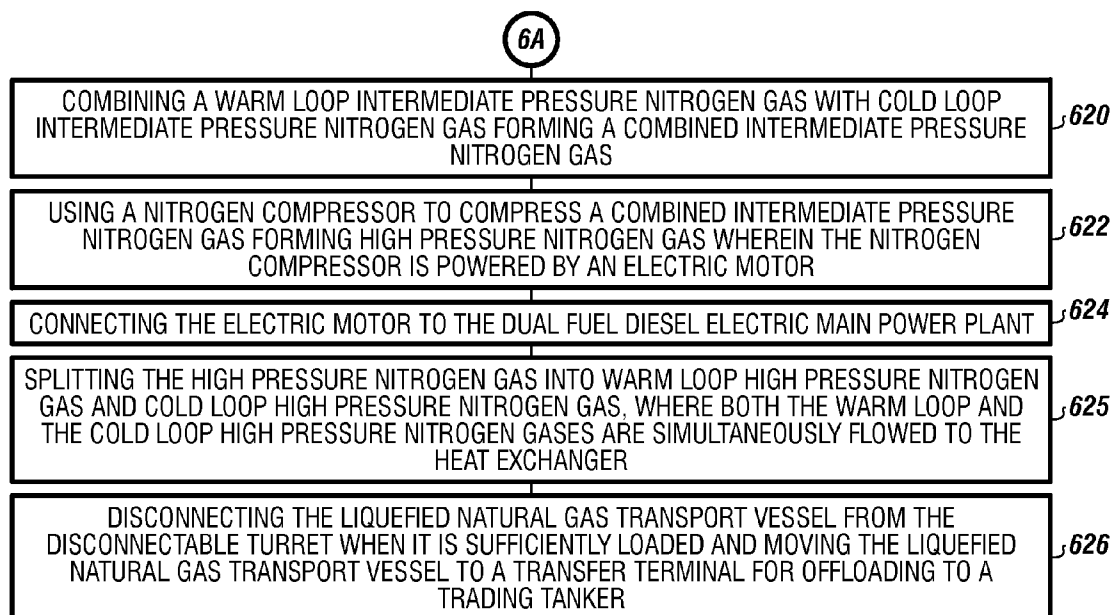 6A
COMBINING A WARM LOOP INTERMEDIATE PRESSURE NITROGEN GAS WITH COLD LOOP
INTERMEDIATE PRESSURE NITROGEN GAS FORMING A COMBINED INTERMEDIATE PRESSURE
NITROGEN GAS
620
USING A NITROGEN COMPRESSOR TO COMPRESS A COMBINED INTERMEDIATE PRESSURE
NITROGEN GAS FORMING HIGH PRESSURE NITROGEN GAS WHEREIN THE NITROGEN
COMPRESSOR IS POWERED BY AN ELECTRIC MOTOR
622
CONNECTING THE ELECTRIC MOTOR TO THE DUAL FUEL DIESEL ELECTRIC MAIN POWER PLANT
624
SPLITTING THE HIGH PRESSURE NITROGEN GAS INTO WARM LOOP HIGH PRESSURE NITROGEN
GAS AND COLD LOOP HIGH PRESSURE NITROGEN GAS, WHERE BOTH THE WARM LOOP AND
THE COLD LOOP HIGH PRESSURE NITROGEN GASES ARE SIMULTANEOUSLY FLOWED TO THE
HEAT EXCHANGER
625
DISCONNECTING THE LIQUEFIED NATURAL GAS TRANSPORT VESSEL FROM THE
DISCONNECTABLE TURRET WHEN IT IS SUFFICIENTLY LOADED AND MOVING THE LIQUEFIED
NATURAL GAS TRANSPORT VESSEL TO A TRANSFER TERMINAL FOR OFFLOADING TO A
TRADING TANKER
626